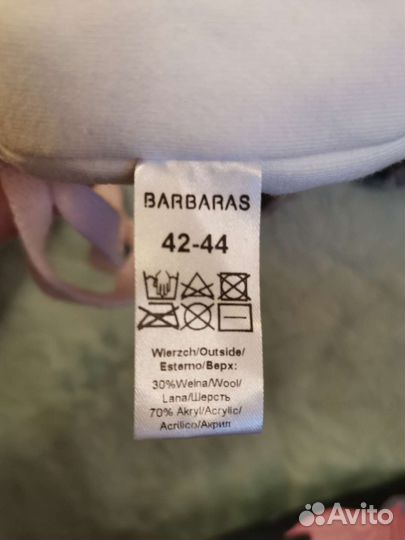 BARBARAS
42-44
Wierzch/Outside/
Esterno/Верх:
30%Wełna/Wool/
Lana/Шерсть
70% Akryl/Acrylic/
Acrilico/Акрил
Avito